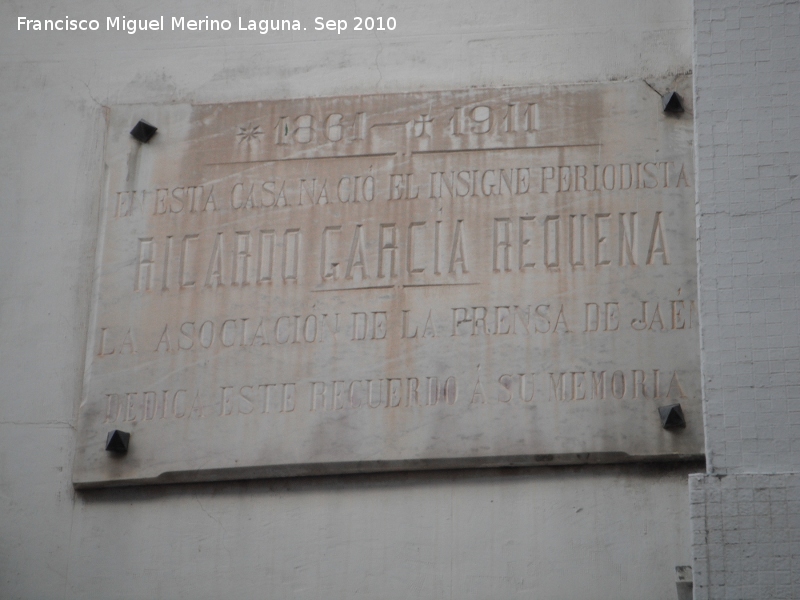 Francisco Miguel Merino Laguna. Sep 2010
1861 — ✝ 1911
EN ESTA CASA NACIÓ EL INSIGNE PERIODISTA
RICARDO GARCÍA REQUENA
LA ASOCIACIÓN DE LA PRENSA DE JAÉN
DEDICA ESTE RECUERDO Á SU MEMORIA